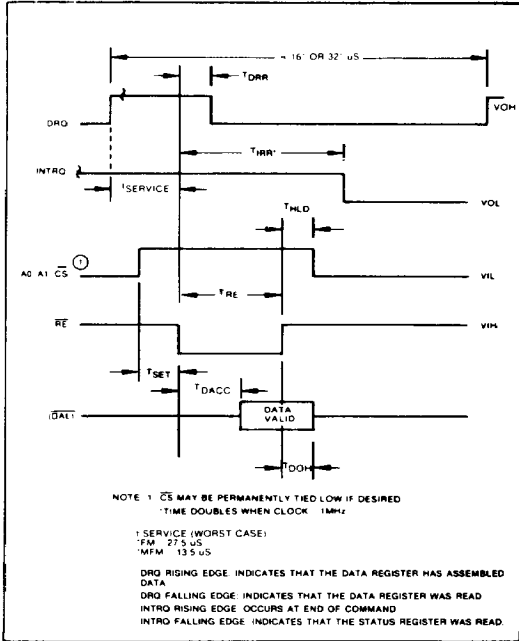 16* OR 32* uS
TDRR
VOH
DRQ
TIRR*
INTRQ
TSERVICE
VOL
THLD
1
A0 A1 CS
VIL
TRE
RE
VIH
TSET
TDACC
(DAL)
DATA
VALID
TDOH
NOTE 1 CS MAY BE PERMANENTLY TIED LOW IF DESIRED
*TIME DOUBLES WHEN CLOCK 1MHz
SERVICE (WORST CASE)
*FM 27.5 uS
*MFM 13.5 uS
DRQ RISING EDGE: INDICATES THAT THE DATA REGISTER HAS ASSEMBLED
DATA
DRQ FALLING EDGE: INDICATES THAT THE DATA REGISTER WAS READ
INTRQ RISING EDGE OCCURS AT END OF COMMAND
INTRQ FALLING EDGE INDICATES THAT THE STATUS REGISTER WAS READ.